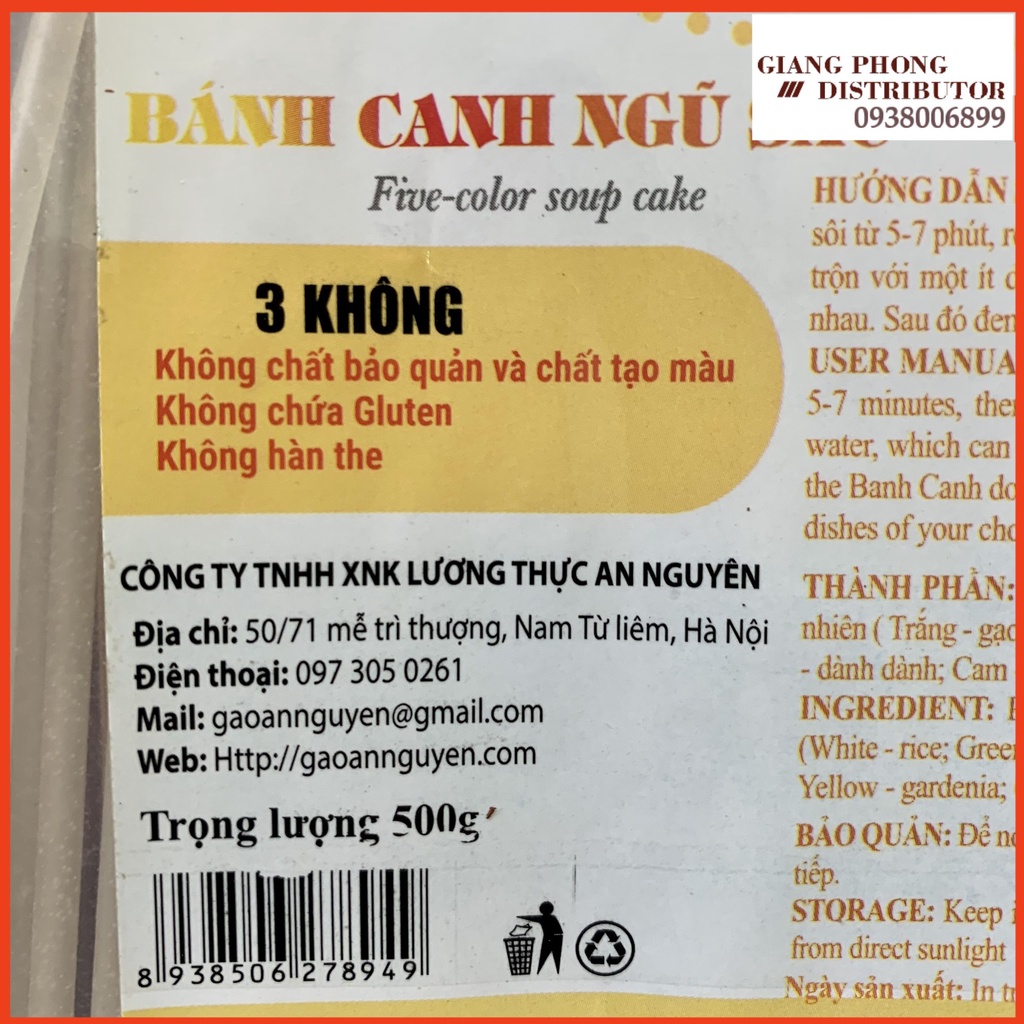 GIANG PHONG
DISTRIBUTOR
0938006899
BÁNH CANH NGŨ
Five-color soup cake
3 KHÔNG
Không chất bảo quản và chất tạo màu
Không chứa Gluten
Không hàn the
CÔNG TY TNHH XNK LƯƠNG THỰC AN NGUYÊN
Địa chỉ: 50/71 mễ trì thượng, Nam Từ liêm, Hà Nội
Điện thoại: 097 305 0261
Mail: gaoannguyen@gmail.com
Web: Http://gaoannguyen.com
Trọng lượng 500g
8 938506 278949
HƯỚNG DẪN
sôi từ 5-7 phút,
trộn với một ít
nhau. Sau đó
USER MANUA
5-7 minutes,
water, which can
the Banh Canh
dishes of your
THÀNH PHẦN:
nhiên ( Trắng -
- dành dành; Cam
INGREDIENT:
(White - rice;
Yellow - gardenia;
BẢO QUẢN: Để
tiếp.
STORAGE: Keep
from direct sunlight
Ngày sản xuất: In